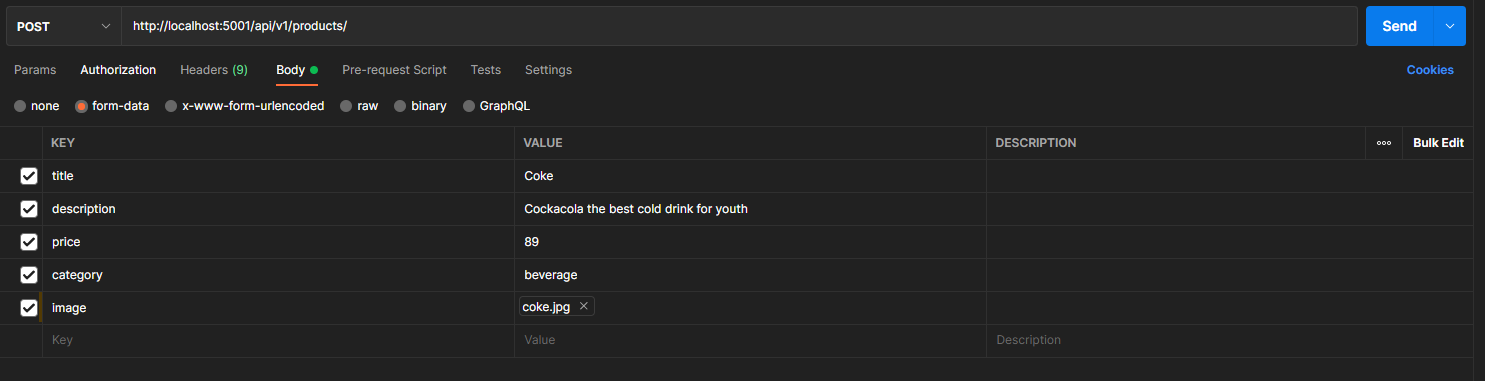 POST http://localhost:5001/api/v1/products/ Send
Params Authorization Headers (9) Body Pre-request Script Tests Settings Cookies
none form-data x-www-form-urlencoded raw binary GraphQL
KEY VALUE DESCRIPTION Bulk Edit
title Coke
description Cockacola the best cold drink for youth
price 89
category beverage
image coke.jpg
Key Value Description